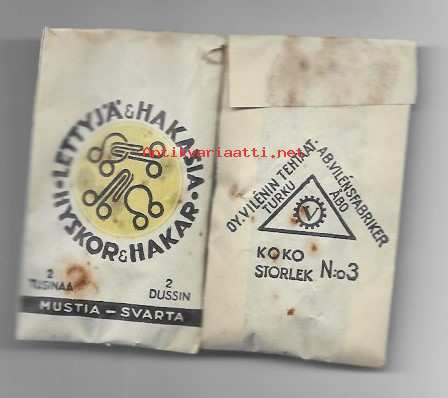 LETTYJÄ & HAKASIA
HYSKOR & HAKAR
2 TUSINAA
2 DUSSIN
MUSTIA – SVARTA
Antikvariaatti.net
OY. VILENIN TEHTAAT - AB. VILÉNS FABRIKER
TURKU
ÅBO
V
KOKO
STORLEK N:o 3